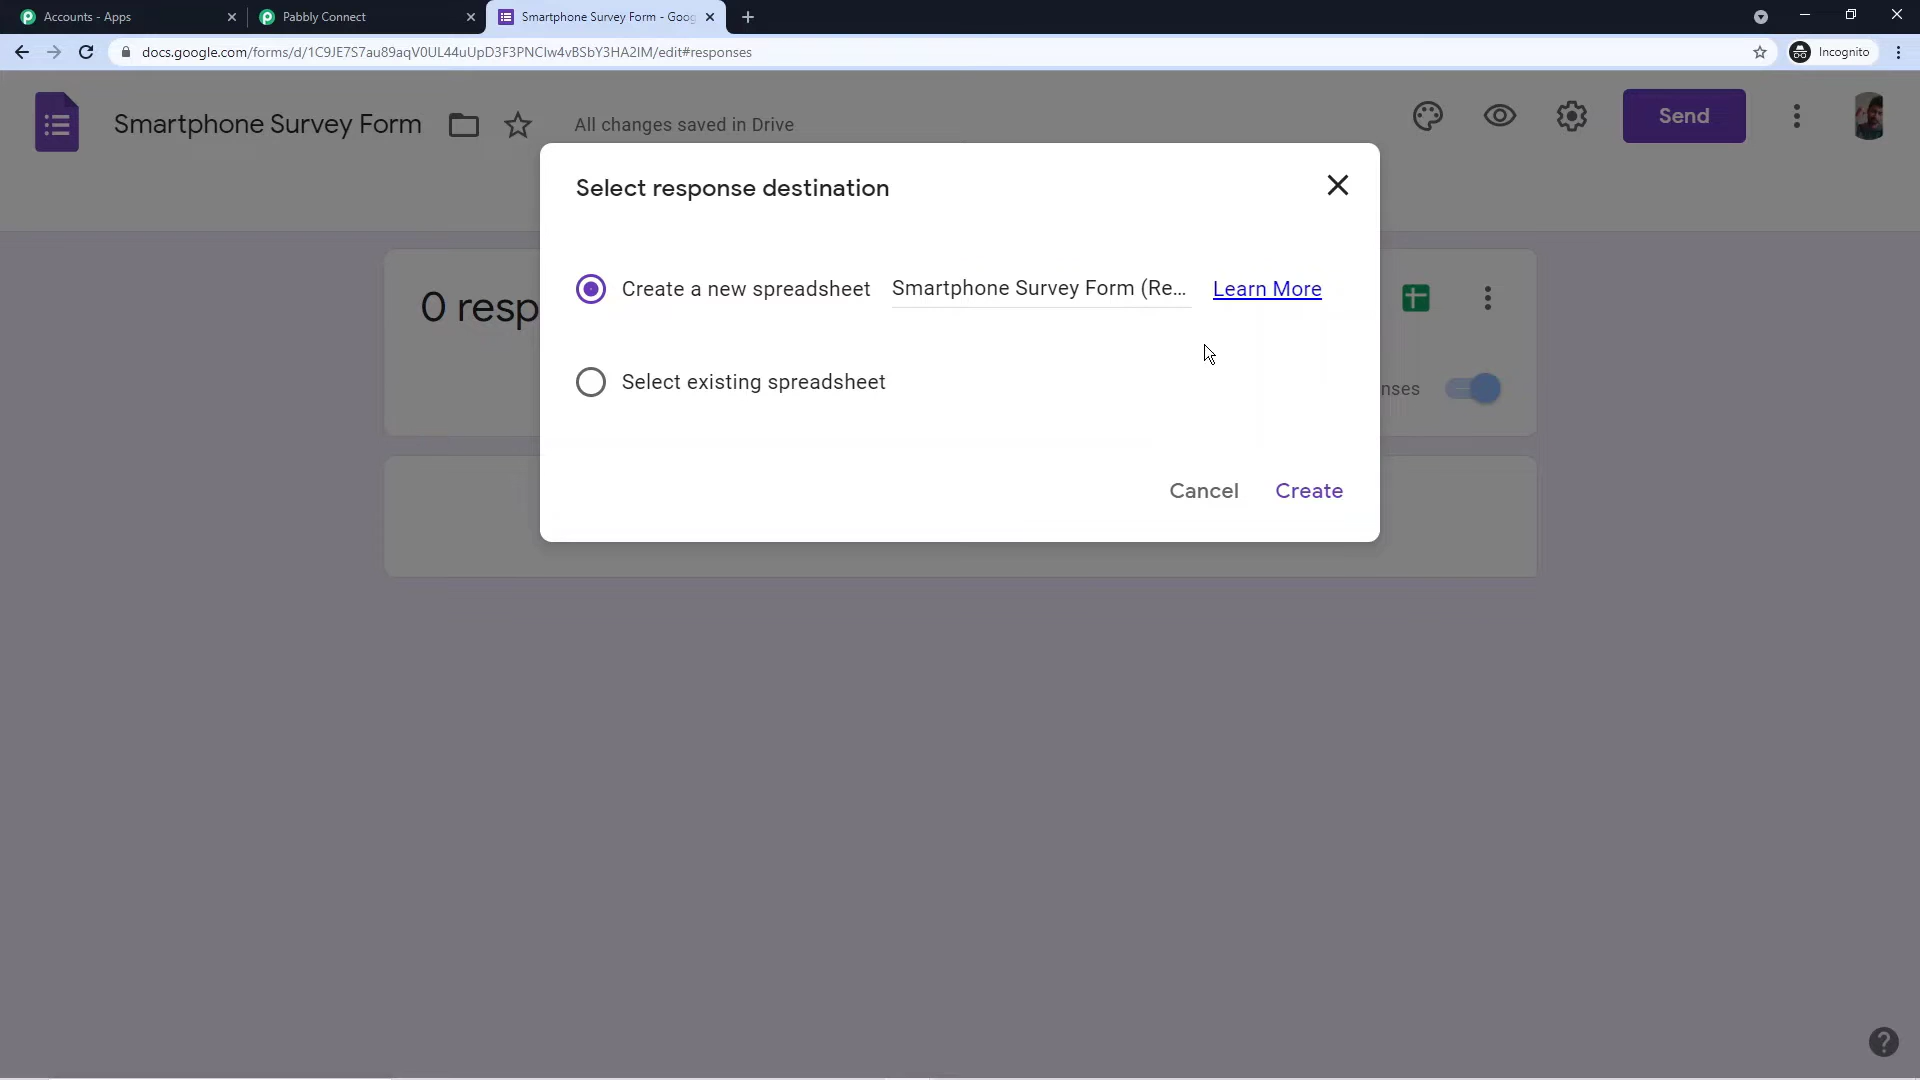 Accounts - Apps
Pabbly Connect
Smartphone Survey Form - Goog
docs.google.com/forms/d/1C9JE7S7au89aqV0UL44uUpD3F3PNCIw4vBSbY3HA2IM/edit#responses
Incognito
Smartphone Survey Form
All changes saved in Drive
Send
Select response destination
Create a new spreadsheet
Smartphone Survey Form (Re...
Learn More
0 resp
Select existing spreadsheet
nses
Cancel
Create